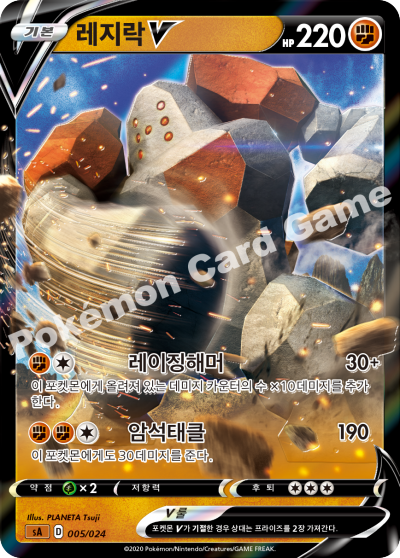 기본 레지락 V HP 220
Pokémon Card Game
레이징해머 30+
이 포켓몬에게 올려져 있는 데미지 카운터의 수 ×10데미지를 추가
한다.
암석태클 190
이 포켓몬에게도 30데미지를 준다.
약점 ×2 저항력 후퇴
Illus. PLANETA Tsuji
V 룰
sA D 005/024
포켓몬 V가 기절한 경우 상대는 프라이즈를 2장 가져간다.
©2020 Pokémon/Nintendo/Creatures/GAME FREAK.